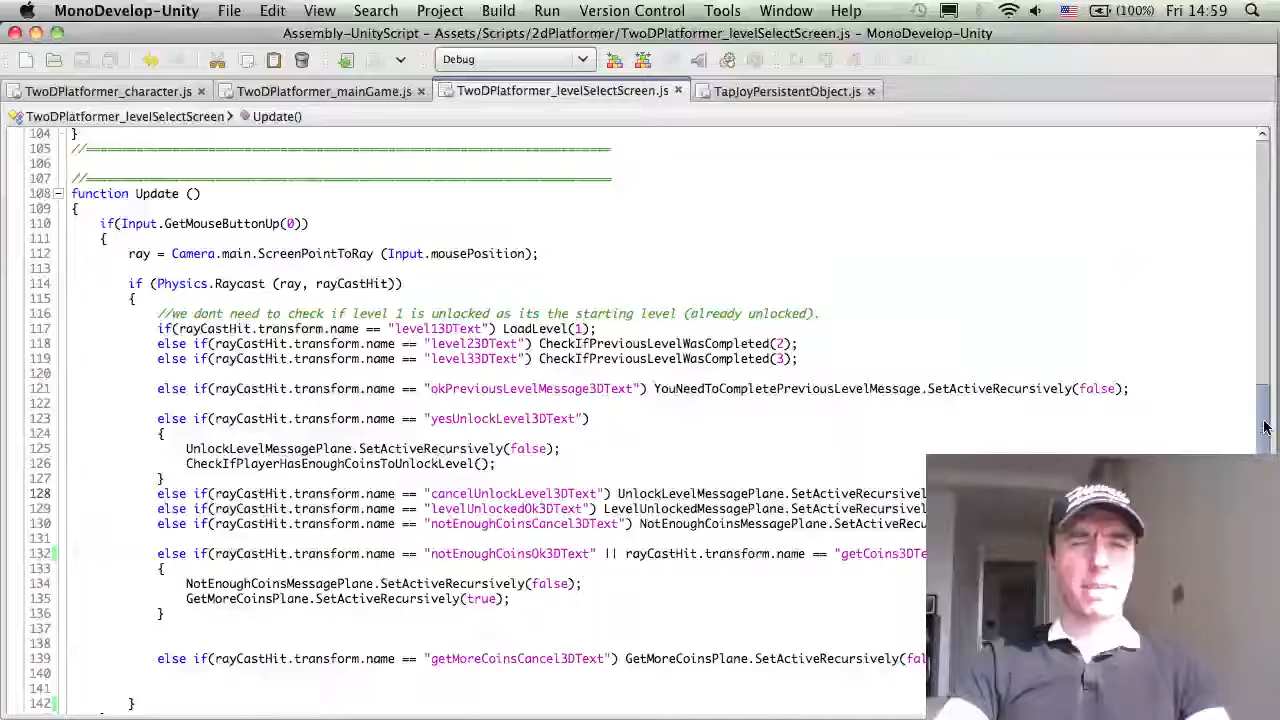 MonoDevelop-Unity File Edit View Search Project Build Run Version Control Tools Window Help (100%) Fri 14:59
Assembly-UnityScript - Assets/Scripts/2dPlatformer/TwoDPlatformer_levelSelectScreen.js - MonoDevelop-Unity
Debug
TwoDPlatformer_character.js TwoDPlatformer_mainGame.js TwoDPlatformer_levelSelectScreen.js TapJoyPersistentObject.js
TwoDPlatformer_levelSelectScreen Update()
104 }
105 //
106
107 //
108 function Update ()
109 {
110 if(Input.GetMouseButtonUp(0))
111 {
112 ray = Camera.main.ScreenPointToRay (Input.mousePosition);
113
114 if (Physics.Raycast (ray, rayCastHit))
115 {
116 //we dont need to check if level 1 is unlocked as its the starting level (already unlocked).
117 if(rayCastHit.transform.name == "level13DText") LoadLevel(1);
118 else if(rayCastHit.transform.name == "level23DText") CheckIfPreviousLevelWasCompleted(2);
119 else if(rayCastHit.transform.name == "level33DText") CheckIfPreviousLevelWasCompleted(3);
120
121 else if(rayCastHit.transform.name == "okPreviousLevelMessage3DText") YouNeedToCompletePreviousLevelMessage.SetActiveRecursively(false);
122
123 else if(rayCastHit.transform.name == "yesUnlockLevel3DText")
124 {
125 UnlockLevelMessagePlane.SetActiveRecursively(false);
126 CheckIfPlayerHasEnoughCoinsToUnlockLevel();
127 }
128 else if(rayCastHit.transform.name == "cancelUnlockLevel3DText") UnlockLevelMessagePlane.SetActiveRecursivel
129 else if(rayCastHit.transform.name == "levelUnlockedOk3DText") LevelUnlockedMessagePlane.SetActiveRecursivel
130 else if(rayCastHit.transform.name == "notEnoughCoinsCancel3DText") NotEnoughCoinsMessagePlane.SetActiveRecu
131
132 else if(rayCastHit.transform.name == "notEnoughCoinsOk3DText" || rayCastHit.transform.name == "getCoins3DTe
133 {
134 NotEnoughCoinsMessagePlane.SetActiveRecursively(false);
135 GetMoreCoinsPlane.SetActiveRecursively(true);
136 }
137
138
139 else if(rayCastHit.transform.name == "getMoreCoinsCancel3DText") GetMoreCoinsPlane.SetActiveRecursively(fal
140
141
142 }